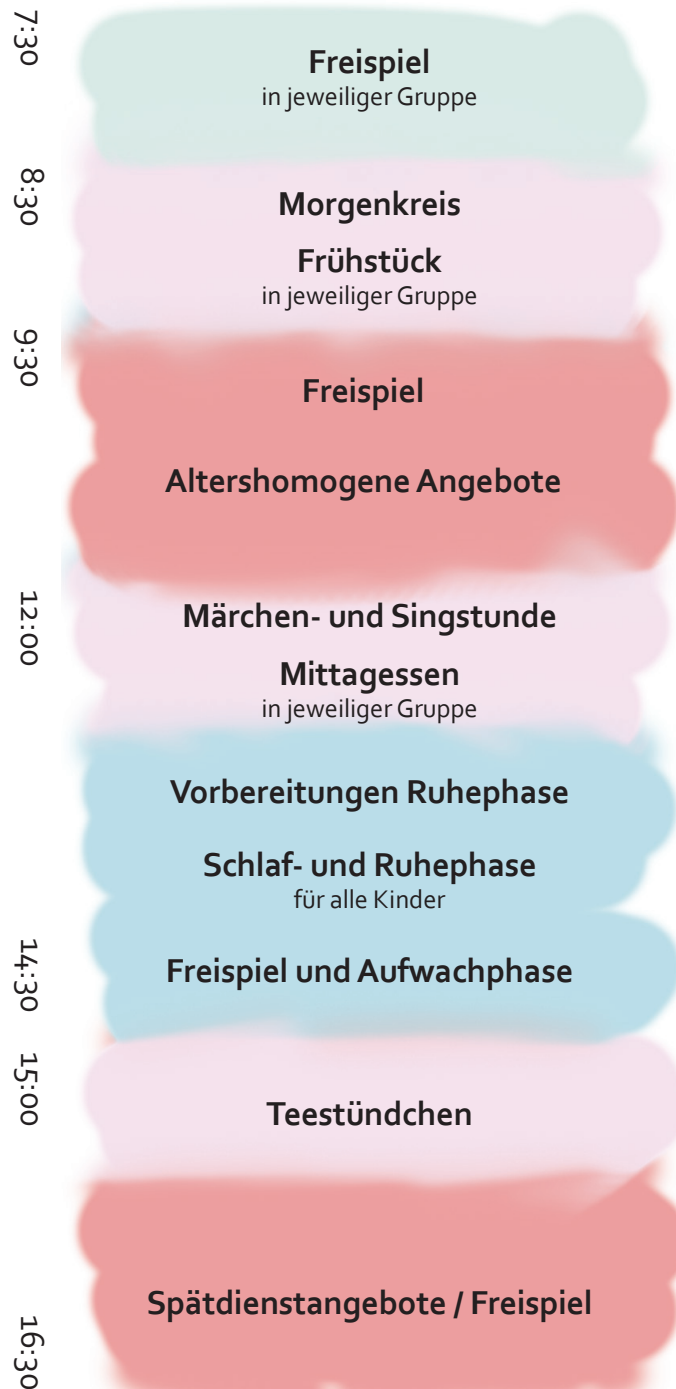 7:30
Freispiel
in jeweiliger Gruppe
8:30
Morgenkreis
Frühstück
in jeweiliger Gruppe
9:30
Freispiel
Altershomogene Angebote
12:00
Märchen- und Singstunde
Mittagessen
in jeweiliger Gruppe
Vorbereitungen Ruhephase
Schlaf- und Ruhephase
für alle Kinder
14:30
Freispiel und Aufwachphase
15:00
Teestündchen
Spätdienstangebote / Freispiel
16:30